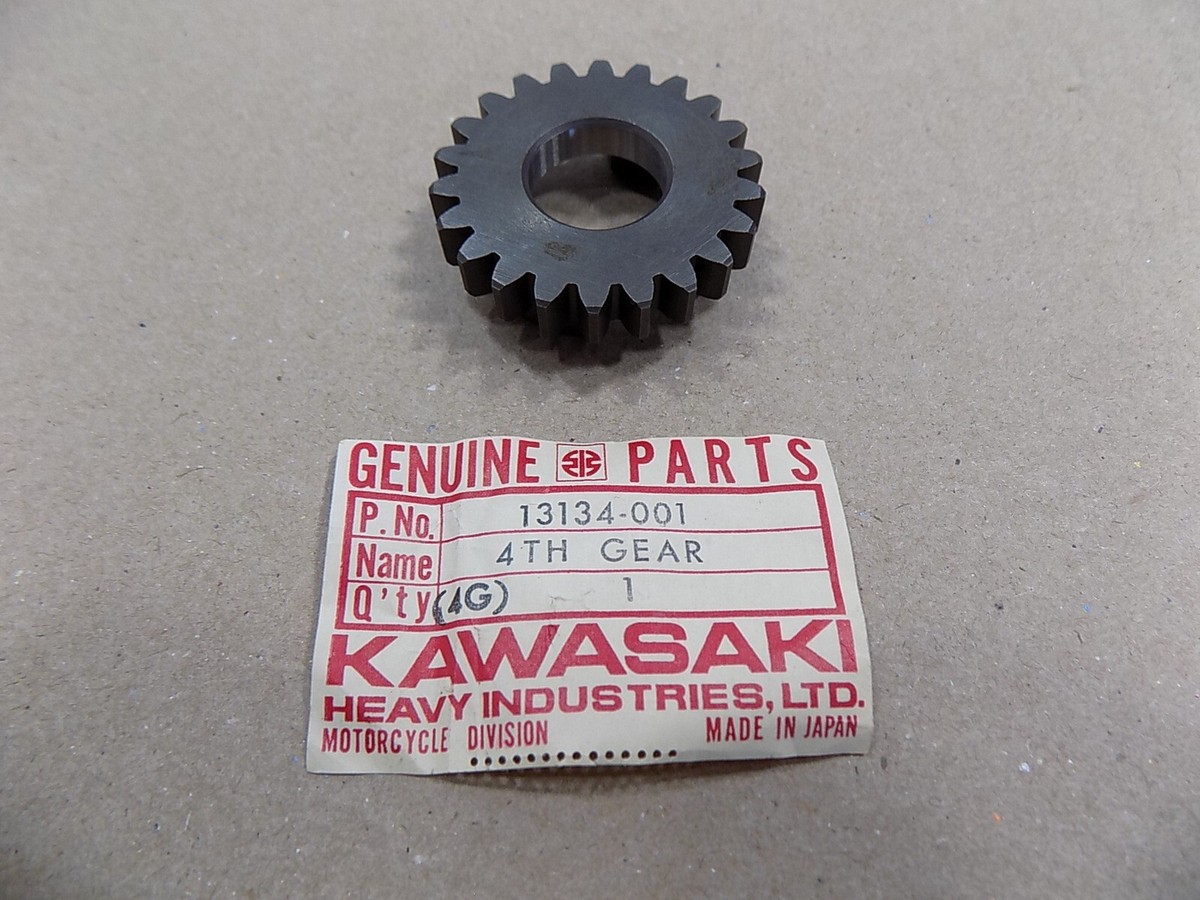 GENUINE PARTS
P. No. 13134-001
Name 4TH GEAR
Q'ty (4G) 1
KAWASAKI
HEAVY INDUSTRIES, LTD.
MOTORCYCLE DIVISION MADE IN JAPAN